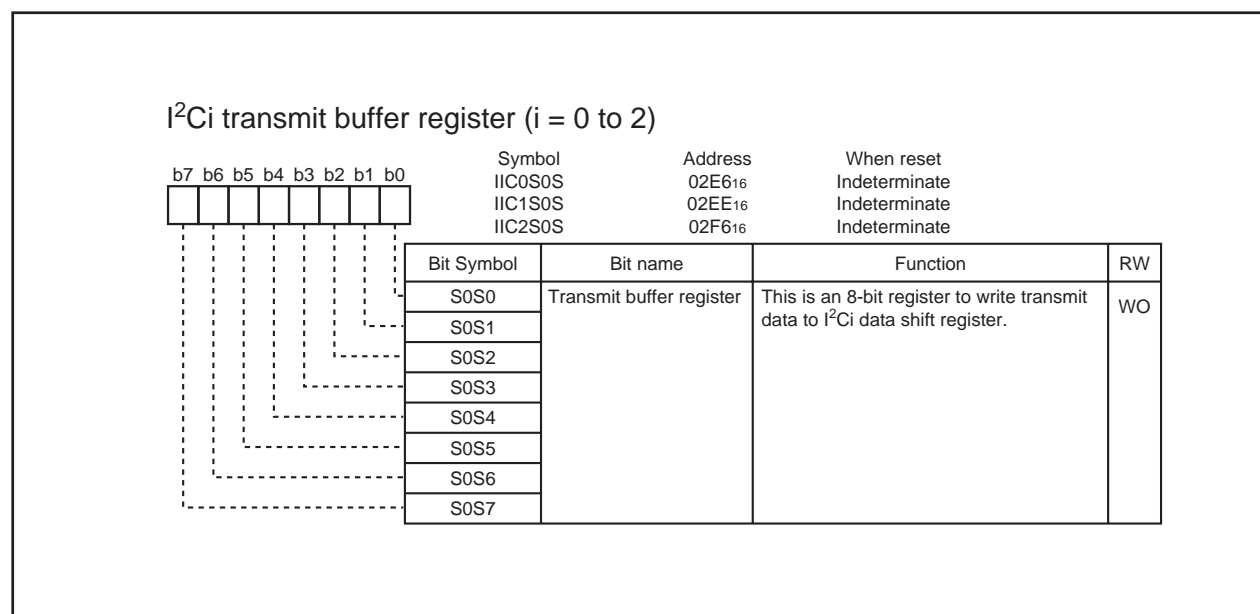 I²Ci transmit buffer register (i = 0 to 2)
b7 b6 b5 b4 b3 b2 b1 b0
Symbol Address When reset
IIC0S0S 02E6₁₆ Indeterminate
IIC1S0S 02EE₁₆ Indeterminate
IIC2S0S 02F6₁₆ Indeterminate
Bit Symbol Bit name Function RW
S0S0 Transmit buffer register This is an 8-bit register to write transmit WO
data to I²Ci data shift register.
S0S1
S0S2
S0S3
S0S4
S0S5
S0S6
S0S7